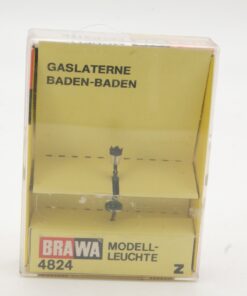 GASLATERNE
BADEN-BADEN
BRAWA
MODELL-
LEUCHTE
4824
Z